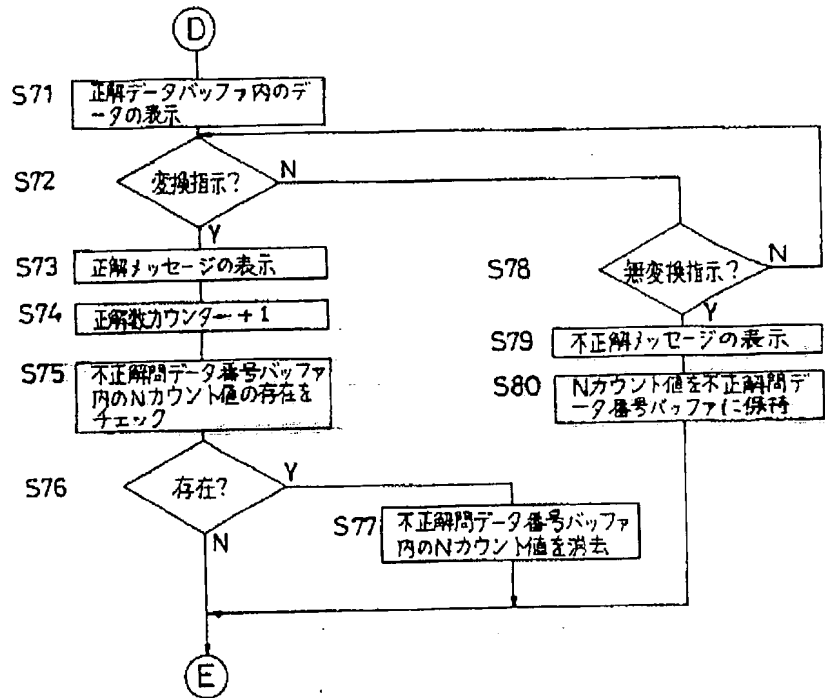 D
S71
正解データバッファ内のデ
ータの表示
S72
変換指示?
N
Y
S73
正解メッセージの表示
S74
正解数カウンター+1
S75
不正解問データ番号バッファ
内のNカウント値の存在を
チェック
S76
存在?
Y
N
S77
不正解問データ番号バッファ
内のNカウント値を消去
S78
無変換指示?
N
Y
S79
不正解メッセージの表示
S80
Nカウント値を不正解問デ
ータ番号バッファに保持
E